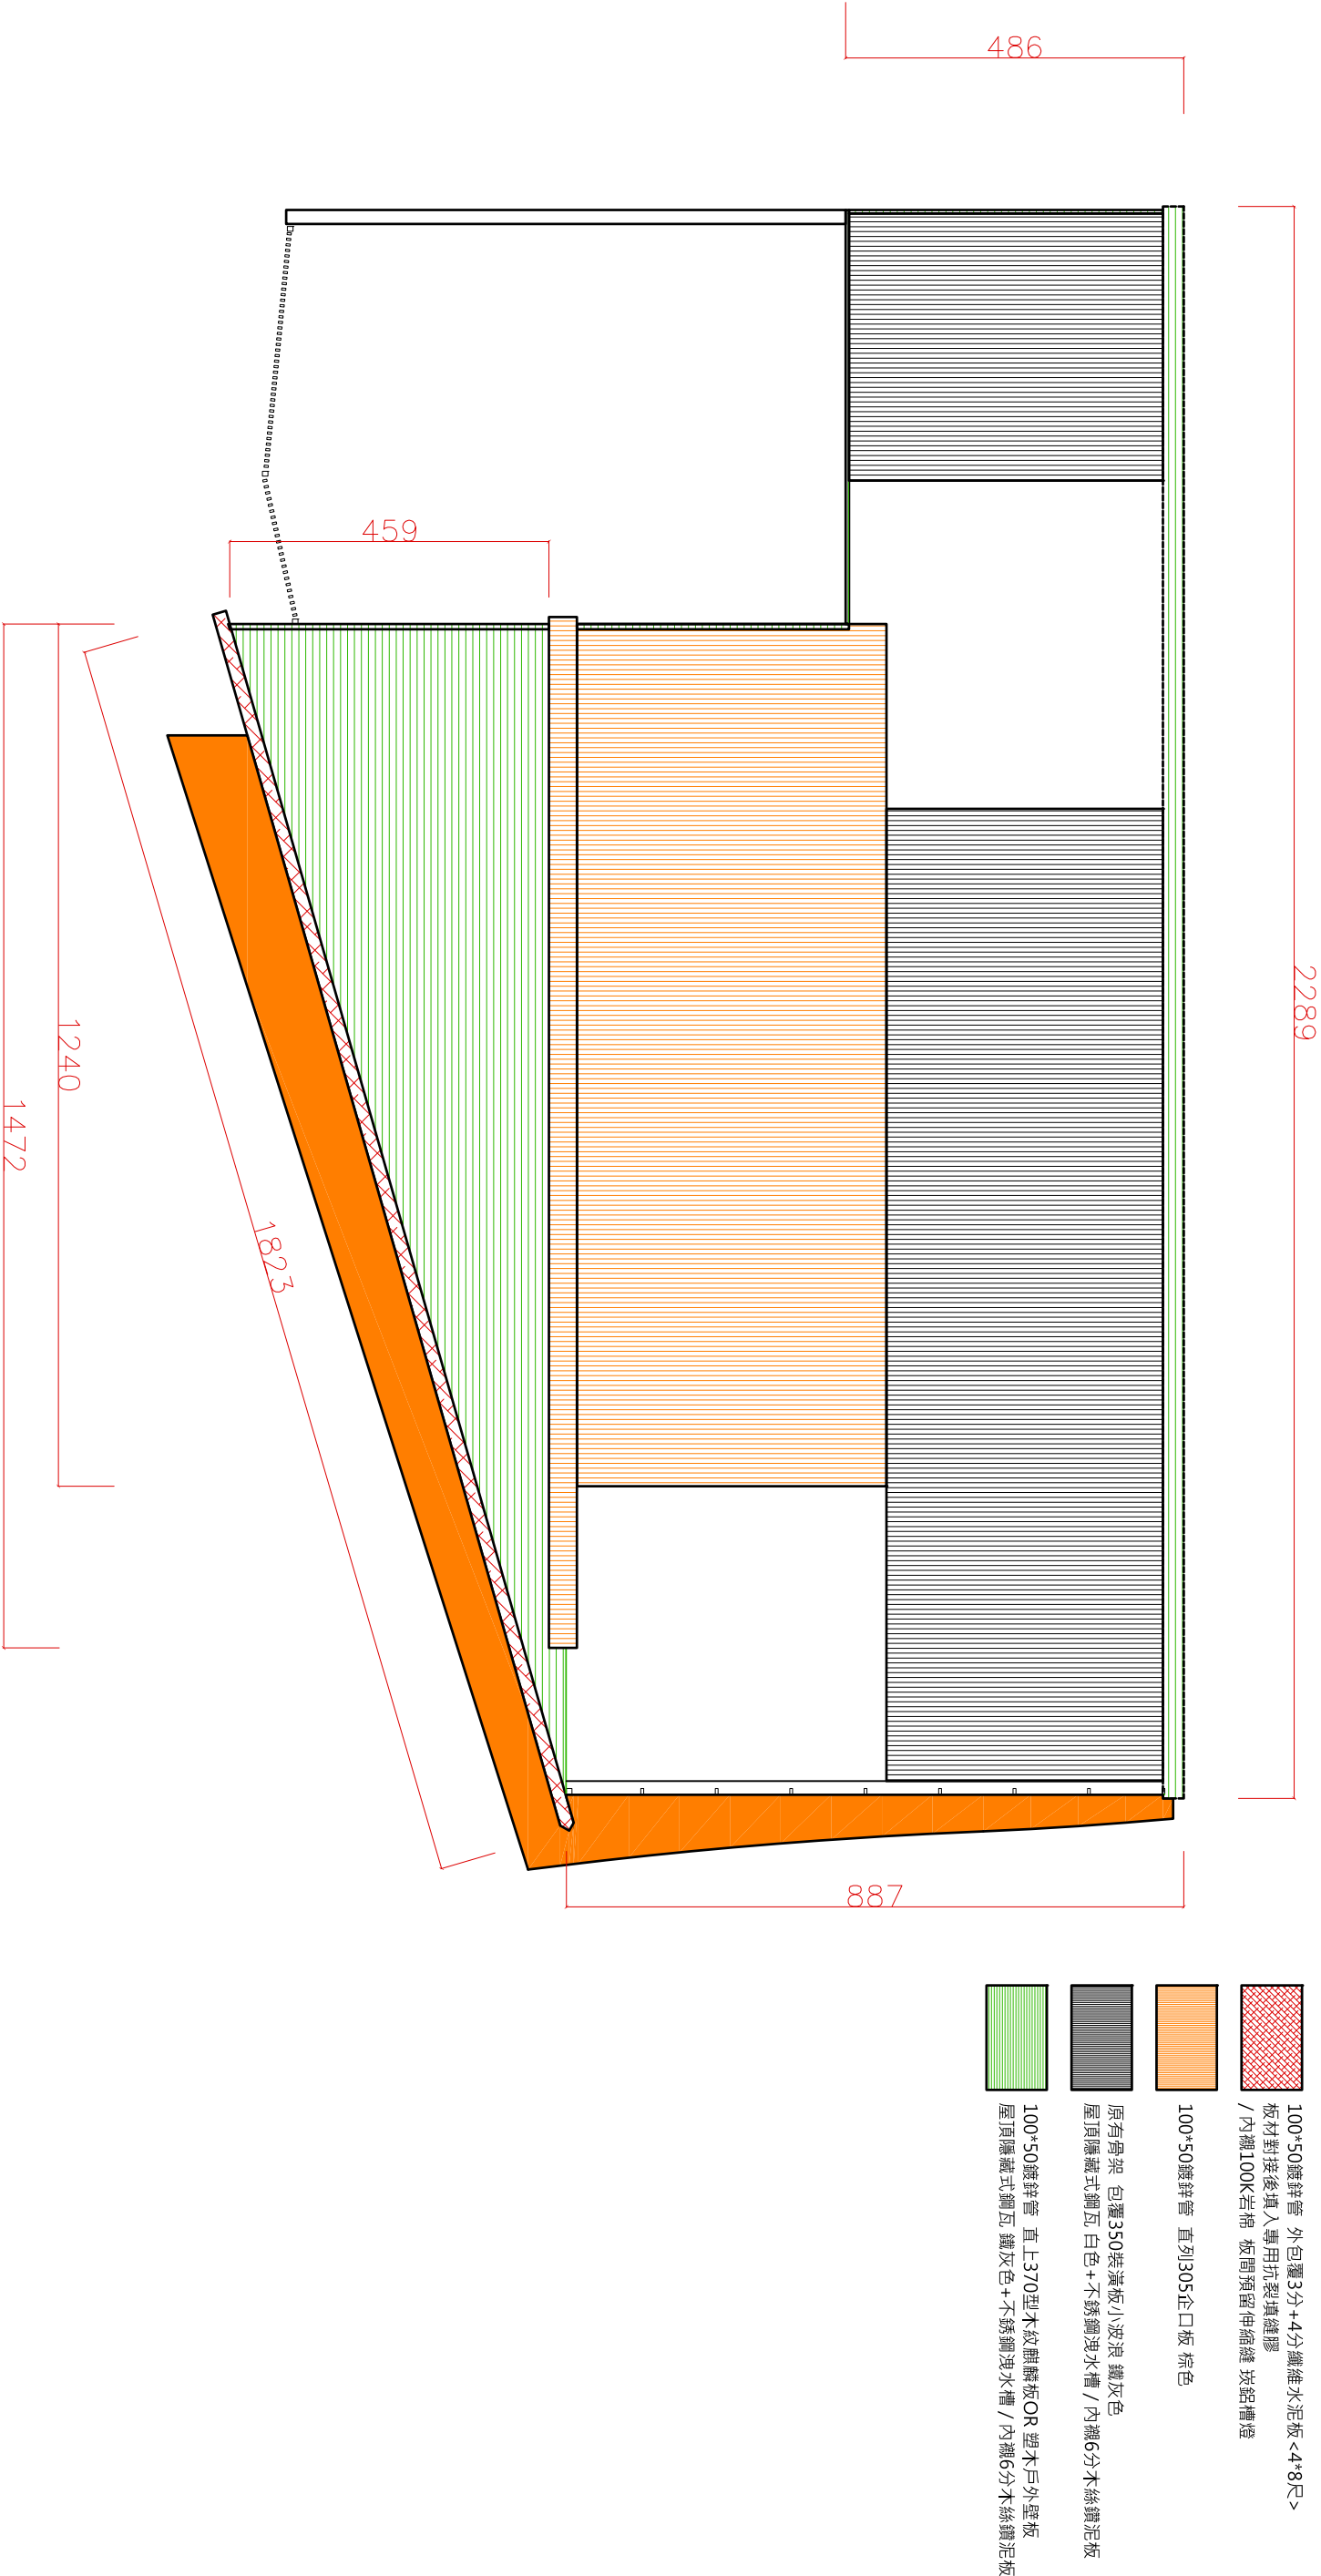 486
2289
459
1240
1472
1823
887
100*50鍍鋅管 外包覆3分+4分纖維水泥板<4*8尺>
板材對接後填入專用抗裂填縫膠
/ 內襯100K岩棉 板間預留伸縮縫 崁鋁槽燈
100*50鍍鋅管 直列305企口板 棕色
原有骨架 包覆350裝潢板小波浪 鐵灰色
屋頂隱藏式鋼瓦 白色+不銹鋼洩水槽 / 內襯6分木絲鑽泥板
100*50鍍鋅管 直上370型木紋麒麟板OR 塑木戶外壁板
屋頂隱藏式鋼瓦 鐵灰色+不銹鋼洩水槽 / 內襯6分木絲鑽泥板